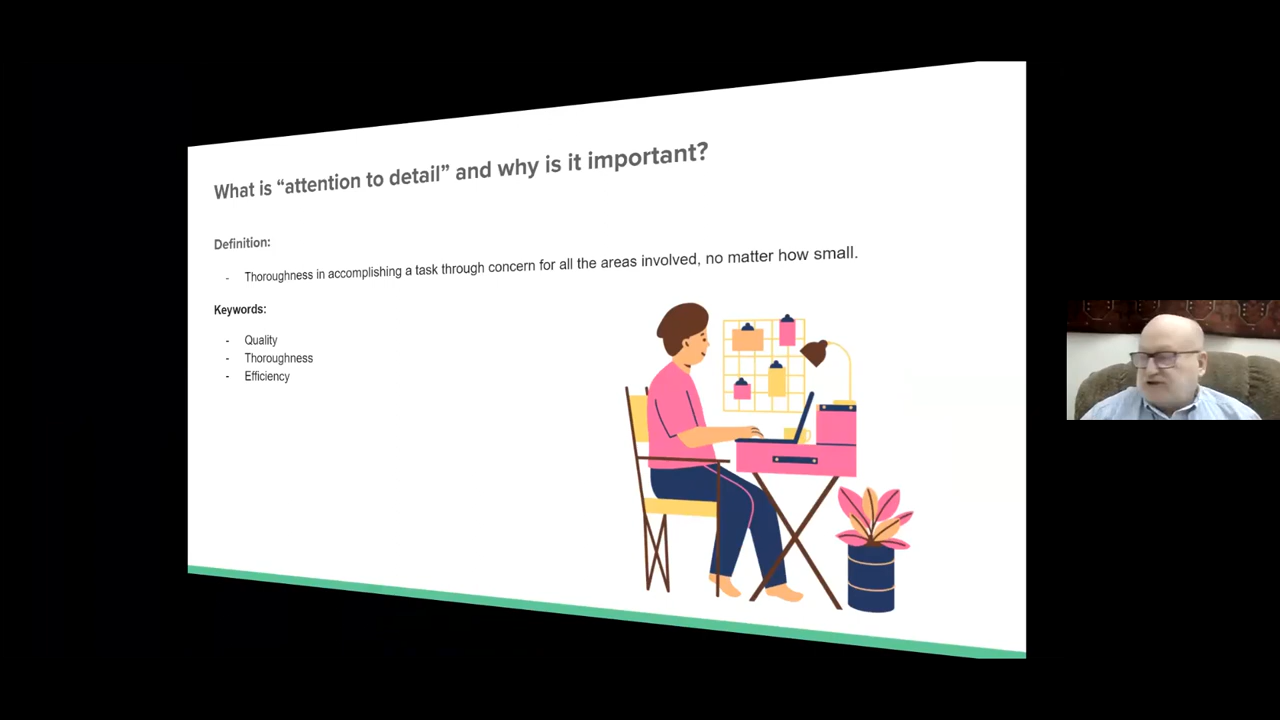 What is “attention to detail” and why is it important?
Definition:
- Thoroughness in accomplishing a task through concern for all the areas involved, no matter how small.
Keywords:
- Quality
- Thoroughness
- Efficiency